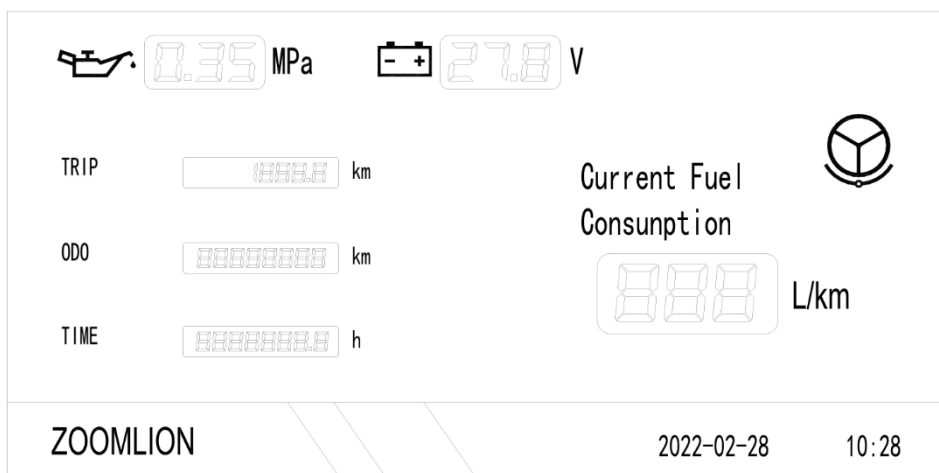 0.35 MPa 27.8 V
TRIP 1888.8 km
Current Fuel
Consunption
ODO 88888888 km
888 L/km
TIME 8888888.8 h
ZOOMLION 2022-02-28 10:28